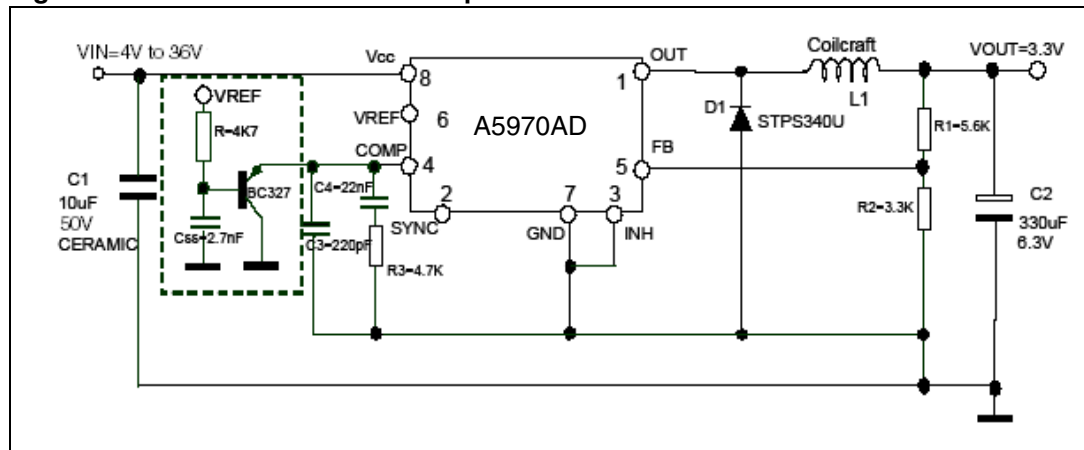 VIN=4V to 36V
Vcc
8
VREF
6
COMP
4
A5970AD
OUT
1
FB
5
2
SYNC
7
GND
3
INH
Coilcraft
L1
VOUT=3.3V
D1
STPS340U
R1=5.6K
R2=3.3K
C2
330uF
6.3V
VREF
R=4K7
BC327
Css=2.7nF
C1
10uF
50V
CERAMIC
C4=22nF
C3=220pF
R3=4.7K